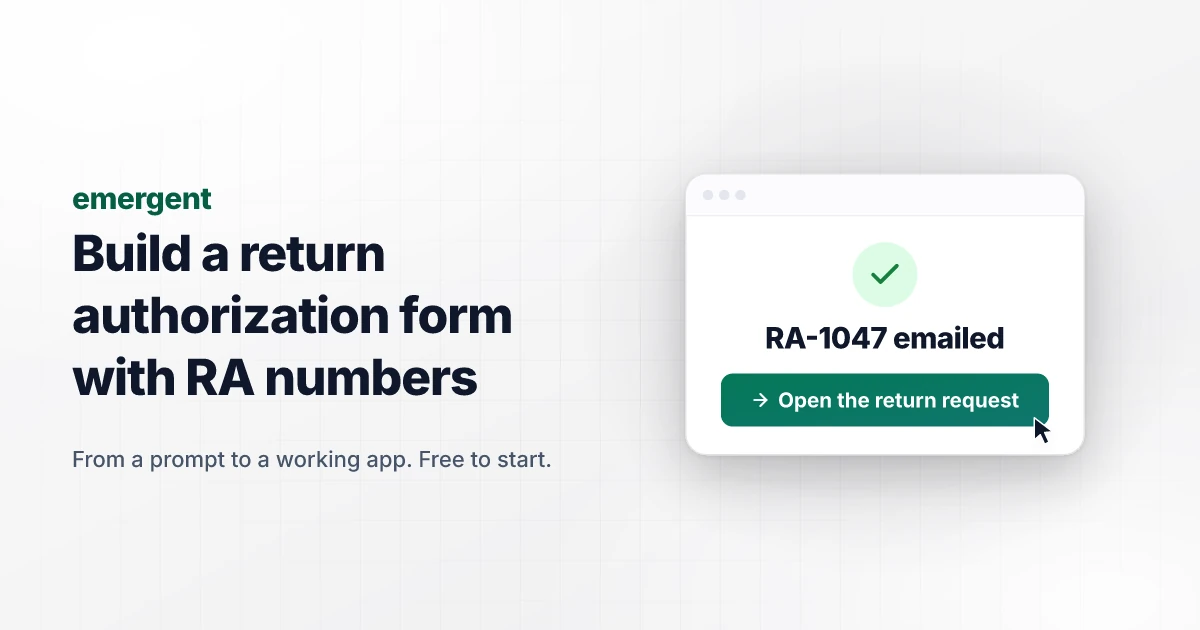 emergent
Build a return
authorization form
with RA numbers
From a prompt to a working app. Free to start.
RA-1047 emailed
→ Open the return request